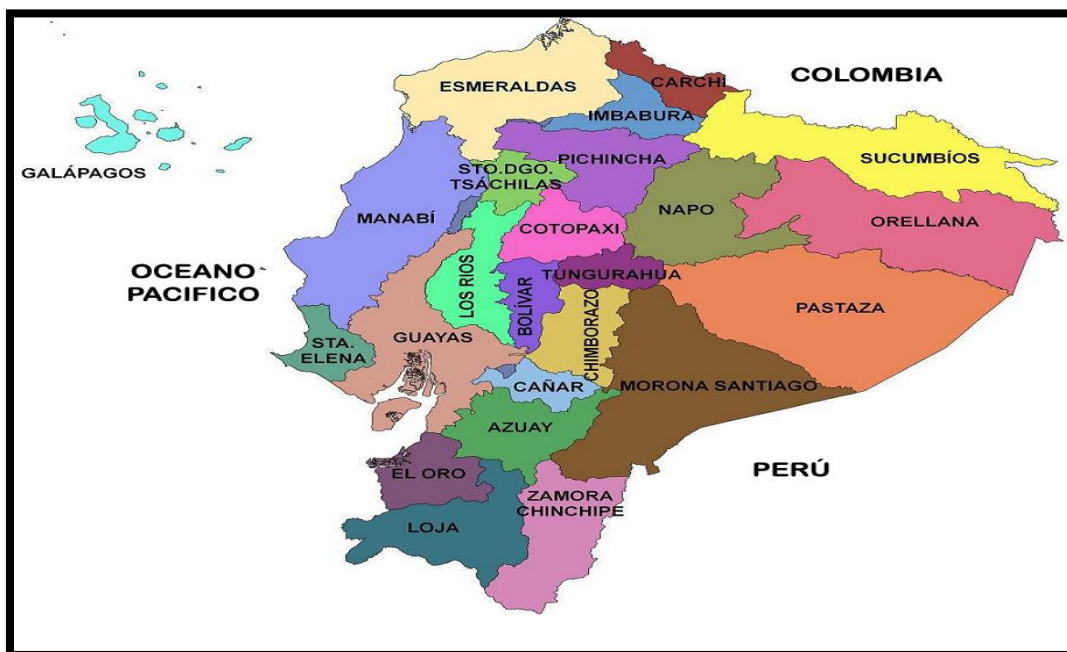 COLOMBIA
CARCHI
ESMERALDAS
IMBABURA
PICHINCHA
SUCUMBÍOS
GALÁPAGOS
STO.DGO.
TSÁCHILAS
MANABÍ
NAPO
ORELLANA
COTOPAXI
OCEANO
PACIFICO
TUNGURAHUA
LOS RIOS
BOLÍVAR
CHIMBORAZO
PASTAZA
STA.
ELENA
GUAYAS
CAÑAR
MORONA SANTIAGO
AZUAY
PERÚ
EL ORO
ZAMORA
CHINCHIPE
LOJA